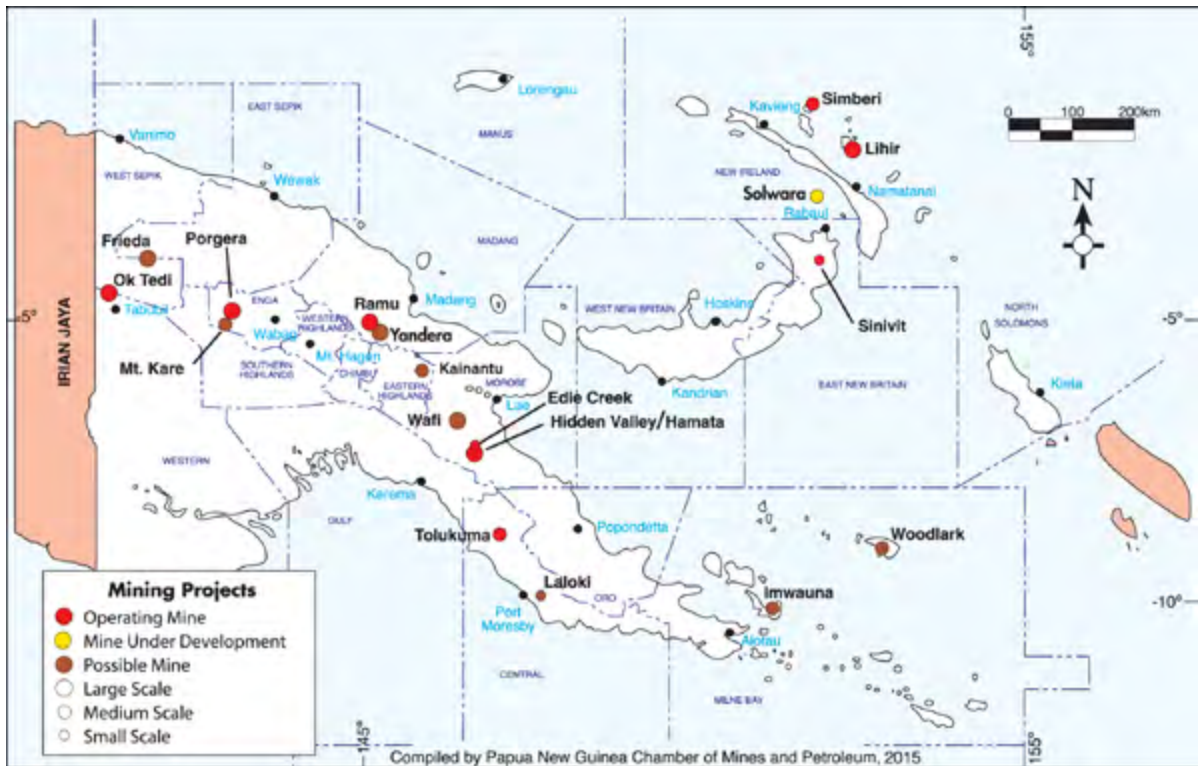 155°
Simberi
Kavieng
Lorengau
0 100 200km
EAST SEPIK
MANUS
Vanimo
Lihir
WEST SEPIK
NEW IRELAND
N
Wewak
Solwara
Namatanai
Rabaul
Frieda
Porgera
MADANG
Ok Tedi
ENGA
Madang
Hoskins
NORTH
SOLOMONS
Tabubil
Ramu
WEST NEW BRITAIN
-5°
WESTERN
HIGHLANDS
5°
Wabag
Yandera
Sinivit
IRIAN JAYA
Mt. Hagen
Mt. Kare
SOUTHERN
HIGHLANDS
CHIMBU
Kainantu
EASTERN
HIGHLANDS
MOROBE
Kandrian
EAST NEW BRITAIN
Kieta
Lae
Edie Creek
Wafi
Hidden Valley/Hamata
WESTERN
Kerema
GULF
Popondetta
Tolukuma
Woodlark
Laloki
Imwauna
ORO
-10°
Port
Moresby
Alotau
CENTRAL
MILNE BAY
Mining Projects
Operating Mine
Mine Under Development
Possible Mine
Large Scale
Medium Scale
Small Scale
145°
155°
Compiled by Papua New Guinea Chamber of Mines and Petroleum, 2015